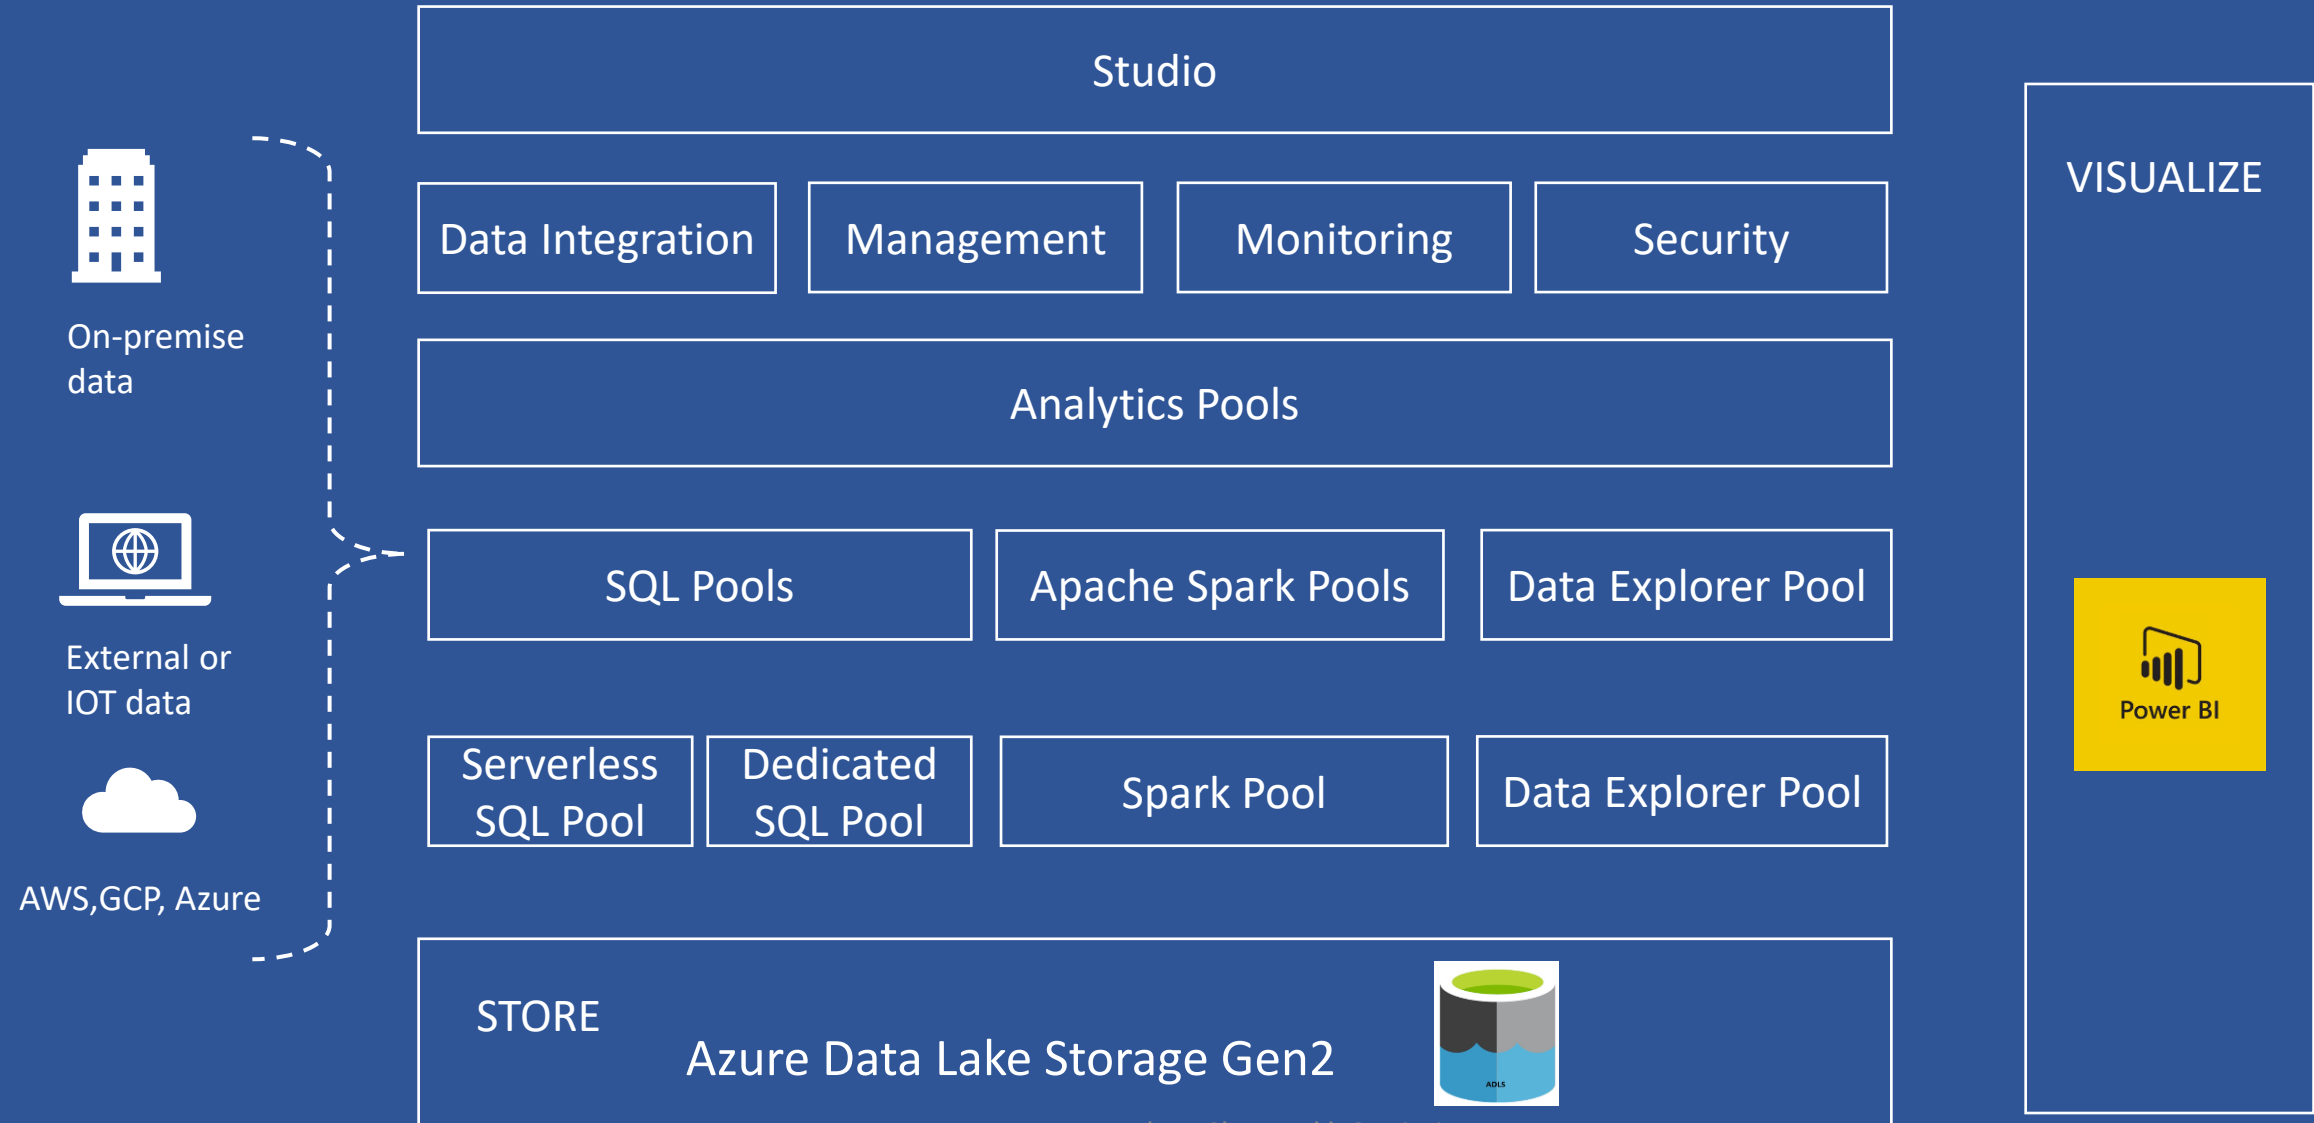 Studio
Data Integration
Management
Monitoring
Security
Analytics Pools
SQL Pools
Apache Spark Pools
Data Explorer Pool
Serverless
SQL Pool
Dedicated
SQL Pool
Spark Pool
Data Explorer Pool
STORE
Azure Data Lake Storage Gen2
ADLS
On-premise
data
External or
IOT data
AWS,GCP, Azure
VISUALIZE
Power BI